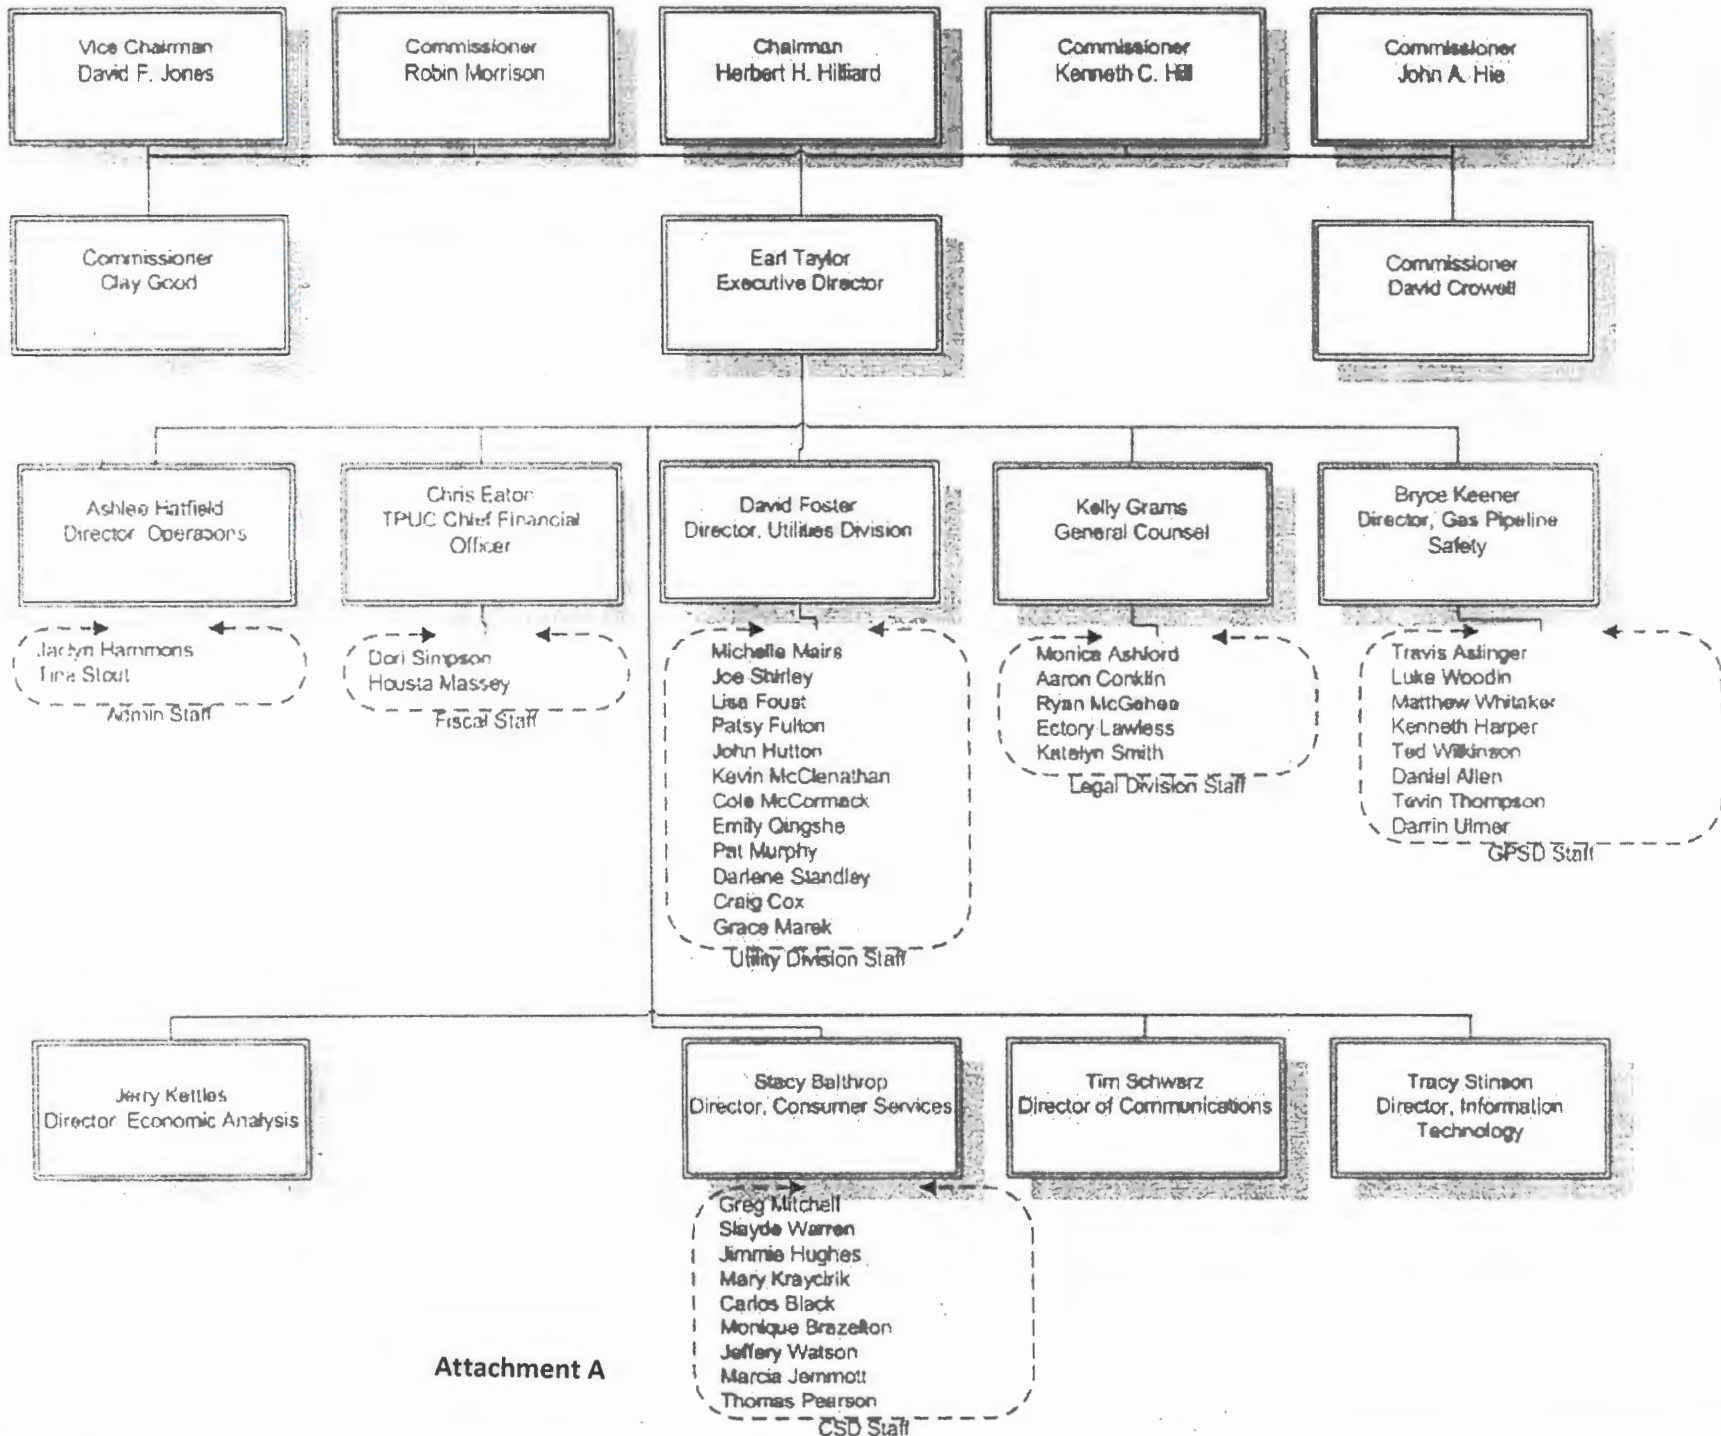 Vice Chairman
David F. Jones
Commissioner
Robin Morrison
Chairman
Herbert H. Hilliard
Commissioner
Kenneth C. Hill
Commissioner
John A. Hie
Commissioner
Clay Good
Earl Taylor
Executive Director
Commissioner
David Crowell
Ashlee Hatfield
Director Operations
Chris Eaton
TPUC Chief Financial
Officer
David Foster
Director, Utilities Division
Kelly Grams
General Counsel
Bryce Keener
Director, Gas Pipeline
Safety
Jaclyn Hammons
Tina Stout
Admin Staff
Dori Simpson
Housta Massey
Fiscal Staff
Michelle Mairs
Joe Shirley
Lisa Foust
Patsy Fulton
John Hutton
Kevin McClenathan
Cole McCormack
Emily Qingshe
Pat Murphy
Darlene Standley
Craig Cox
Grace Marek
Utility Division Staff
Monica Ashford
Aaron Conklin
Ryan McGehee
Ectory Lawless
Katelyn Smith
Legal Division Staff
Travis Aslinger
Luke Woodin
Matthew Whitaker
Kenneth Harper
Ted Wilkinson
Daniel Allen
Tevin Thompson
Darrin Ulmer
GPSD Staff
Jerry Kettles
Director Economic Analysis
Stacy Balthrop
Director, Consumer Services
Tim Schwarz
Director of Communications
Tracy Stinson
Director, Information
Technology
Greg Mitchell
Slayde Warren
Jimmie Hughes
Mary Kraycirik
Carlos Black
Monique Brazelton
Jeffery Watson
Marcia Jemmott
Thomas Pearson
CSD Staff
Attachment A